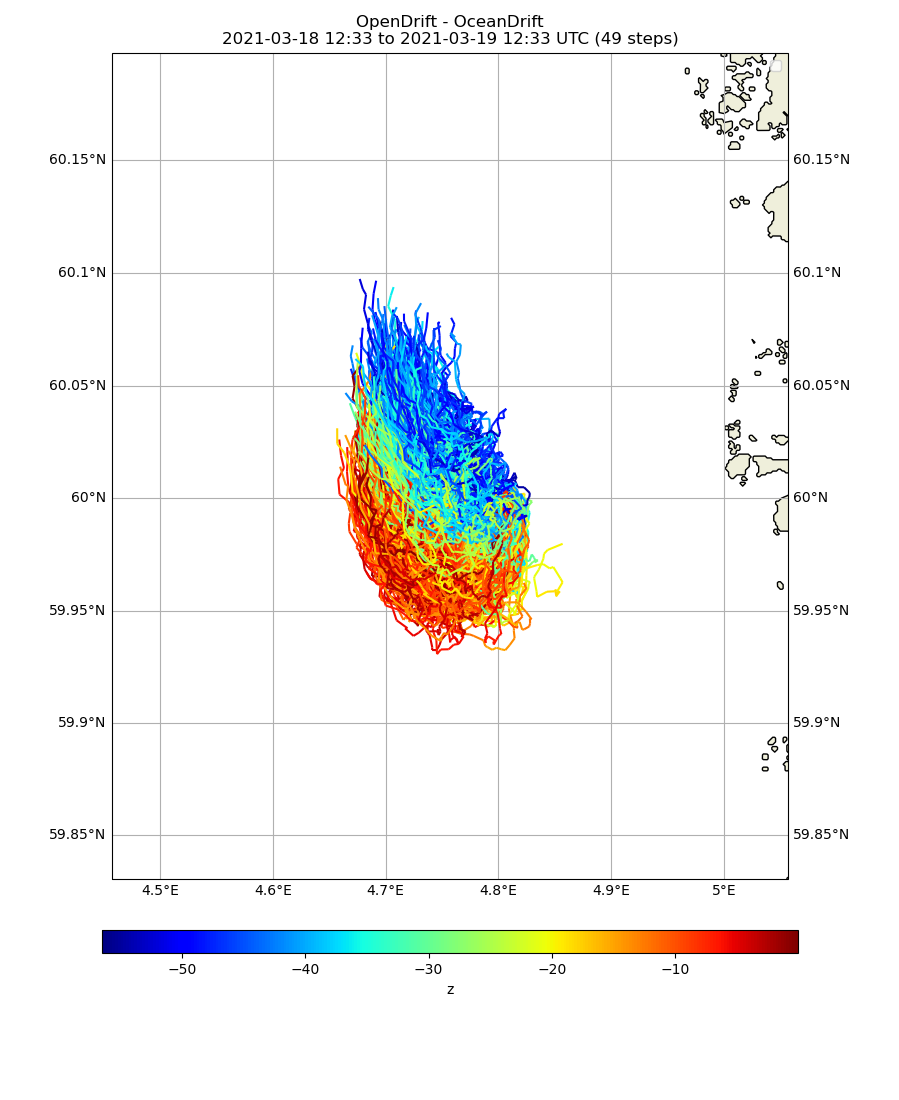 OpenDrift - OceanDrift
2021-03-18 12:33 to 2021-03-19 12:33 UTC (49 steps)
60.15°N 60.15°N
60.1°N 60.1°N
60.05°N 60.05°N
60°N 60°N
59.95°N 59.95°N
59.9°N 59.9°N
59.85°N 59.85°N
4.5°E 4.6°E 4.7°E 4.8°E 4.9°E 5°E
−50 −40 −30 −20 −10
z